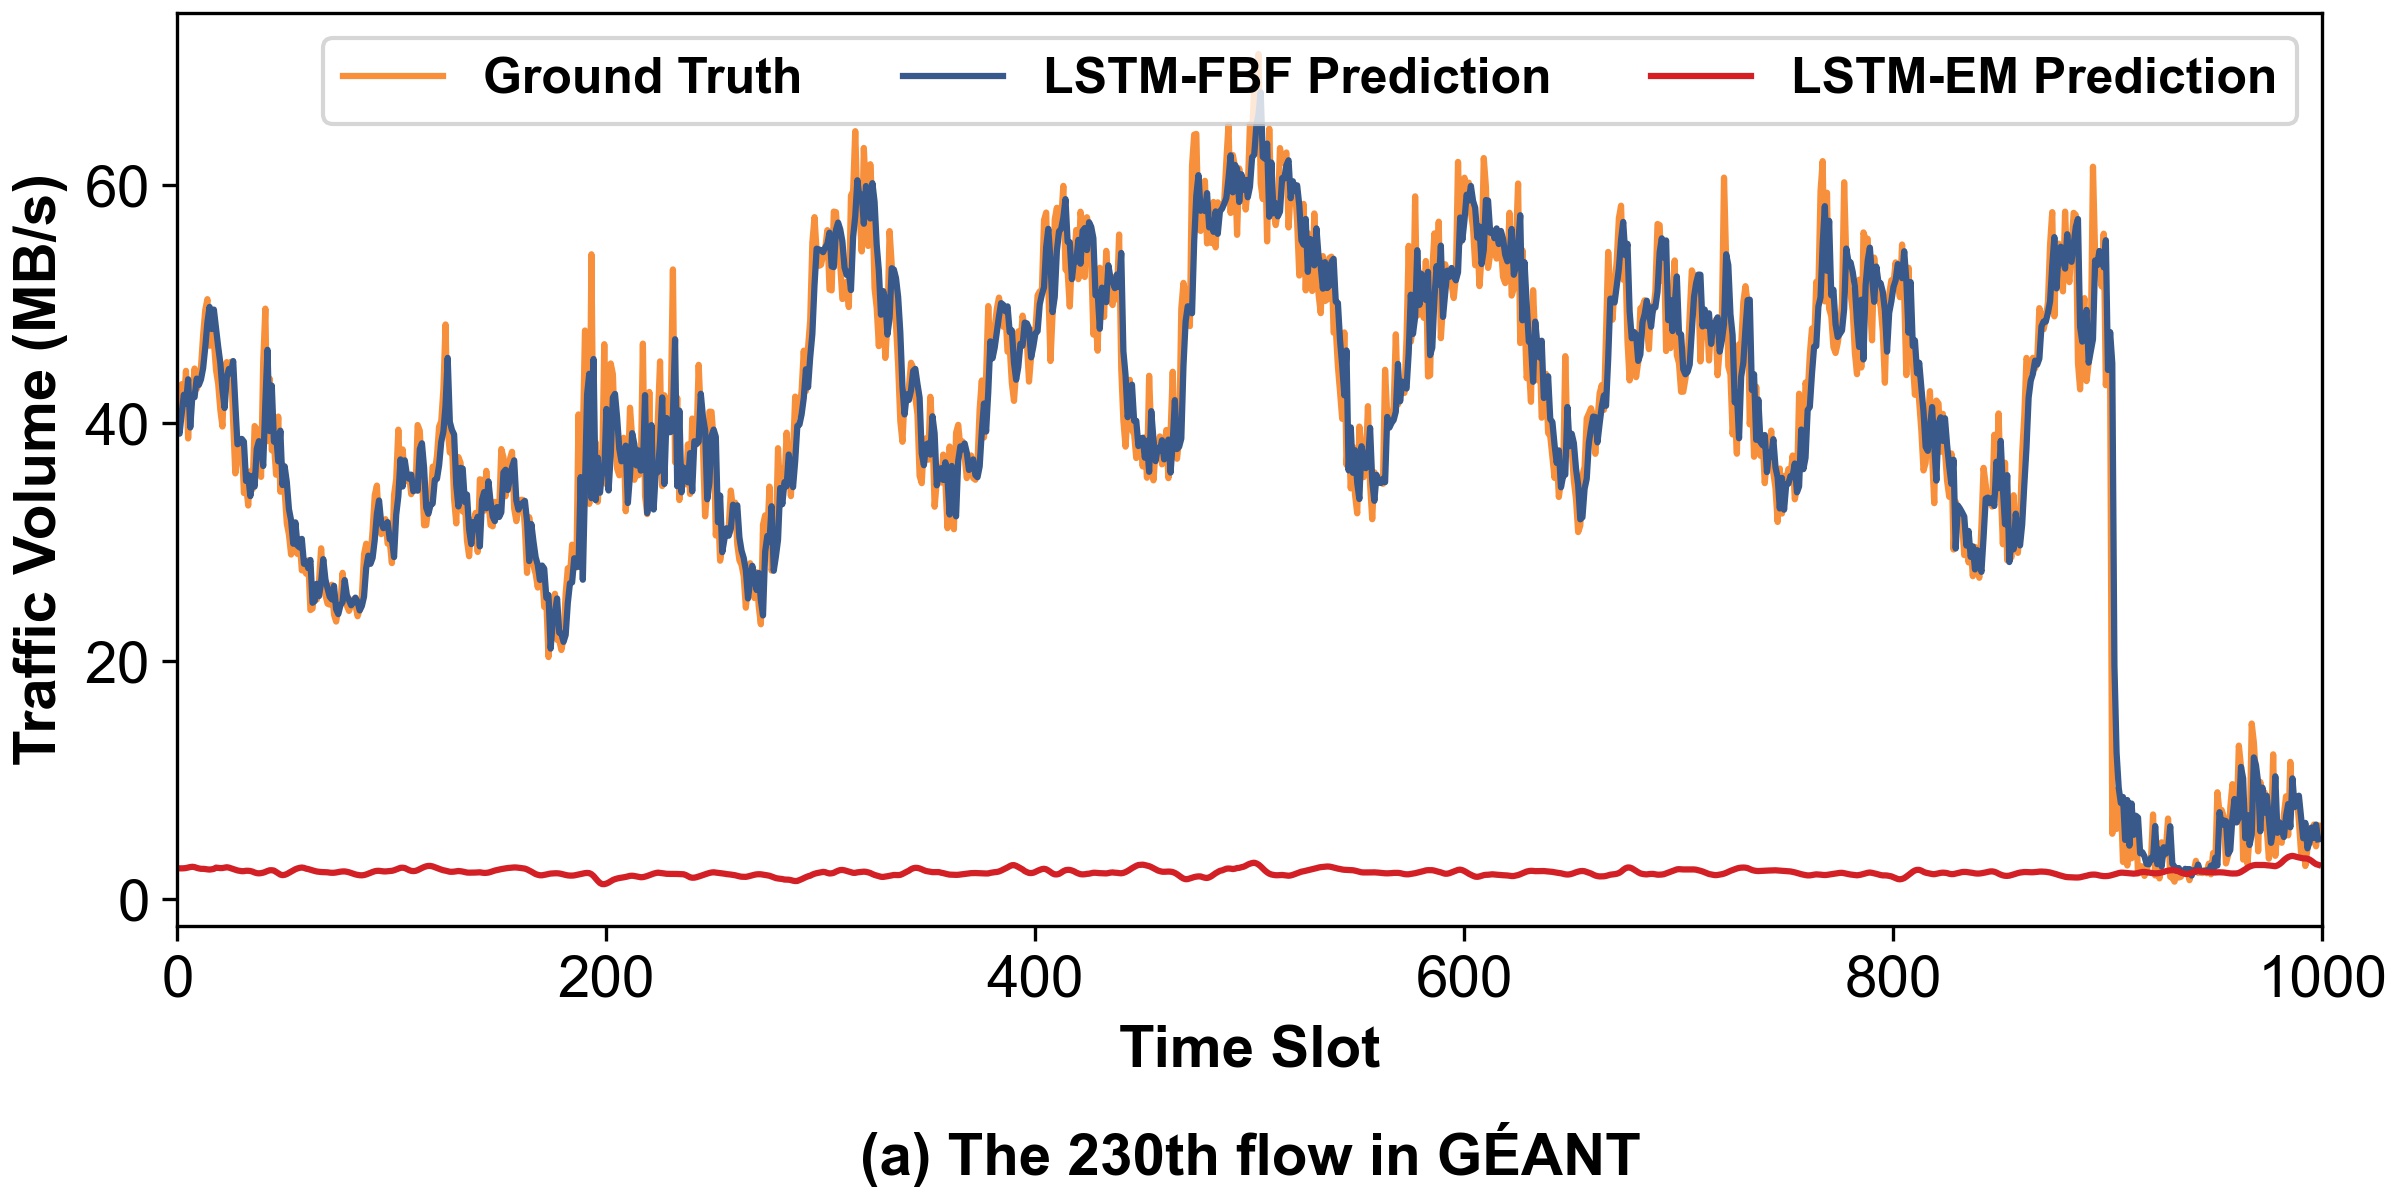 Ground Truth LSTM-FBF Prediction LSTM-EM Prediction
Traffic Volume (MB/s)
60
40
20
0
0 200 400 600 800 1000
Time Slot
(a) The 230th flow in GÉANT